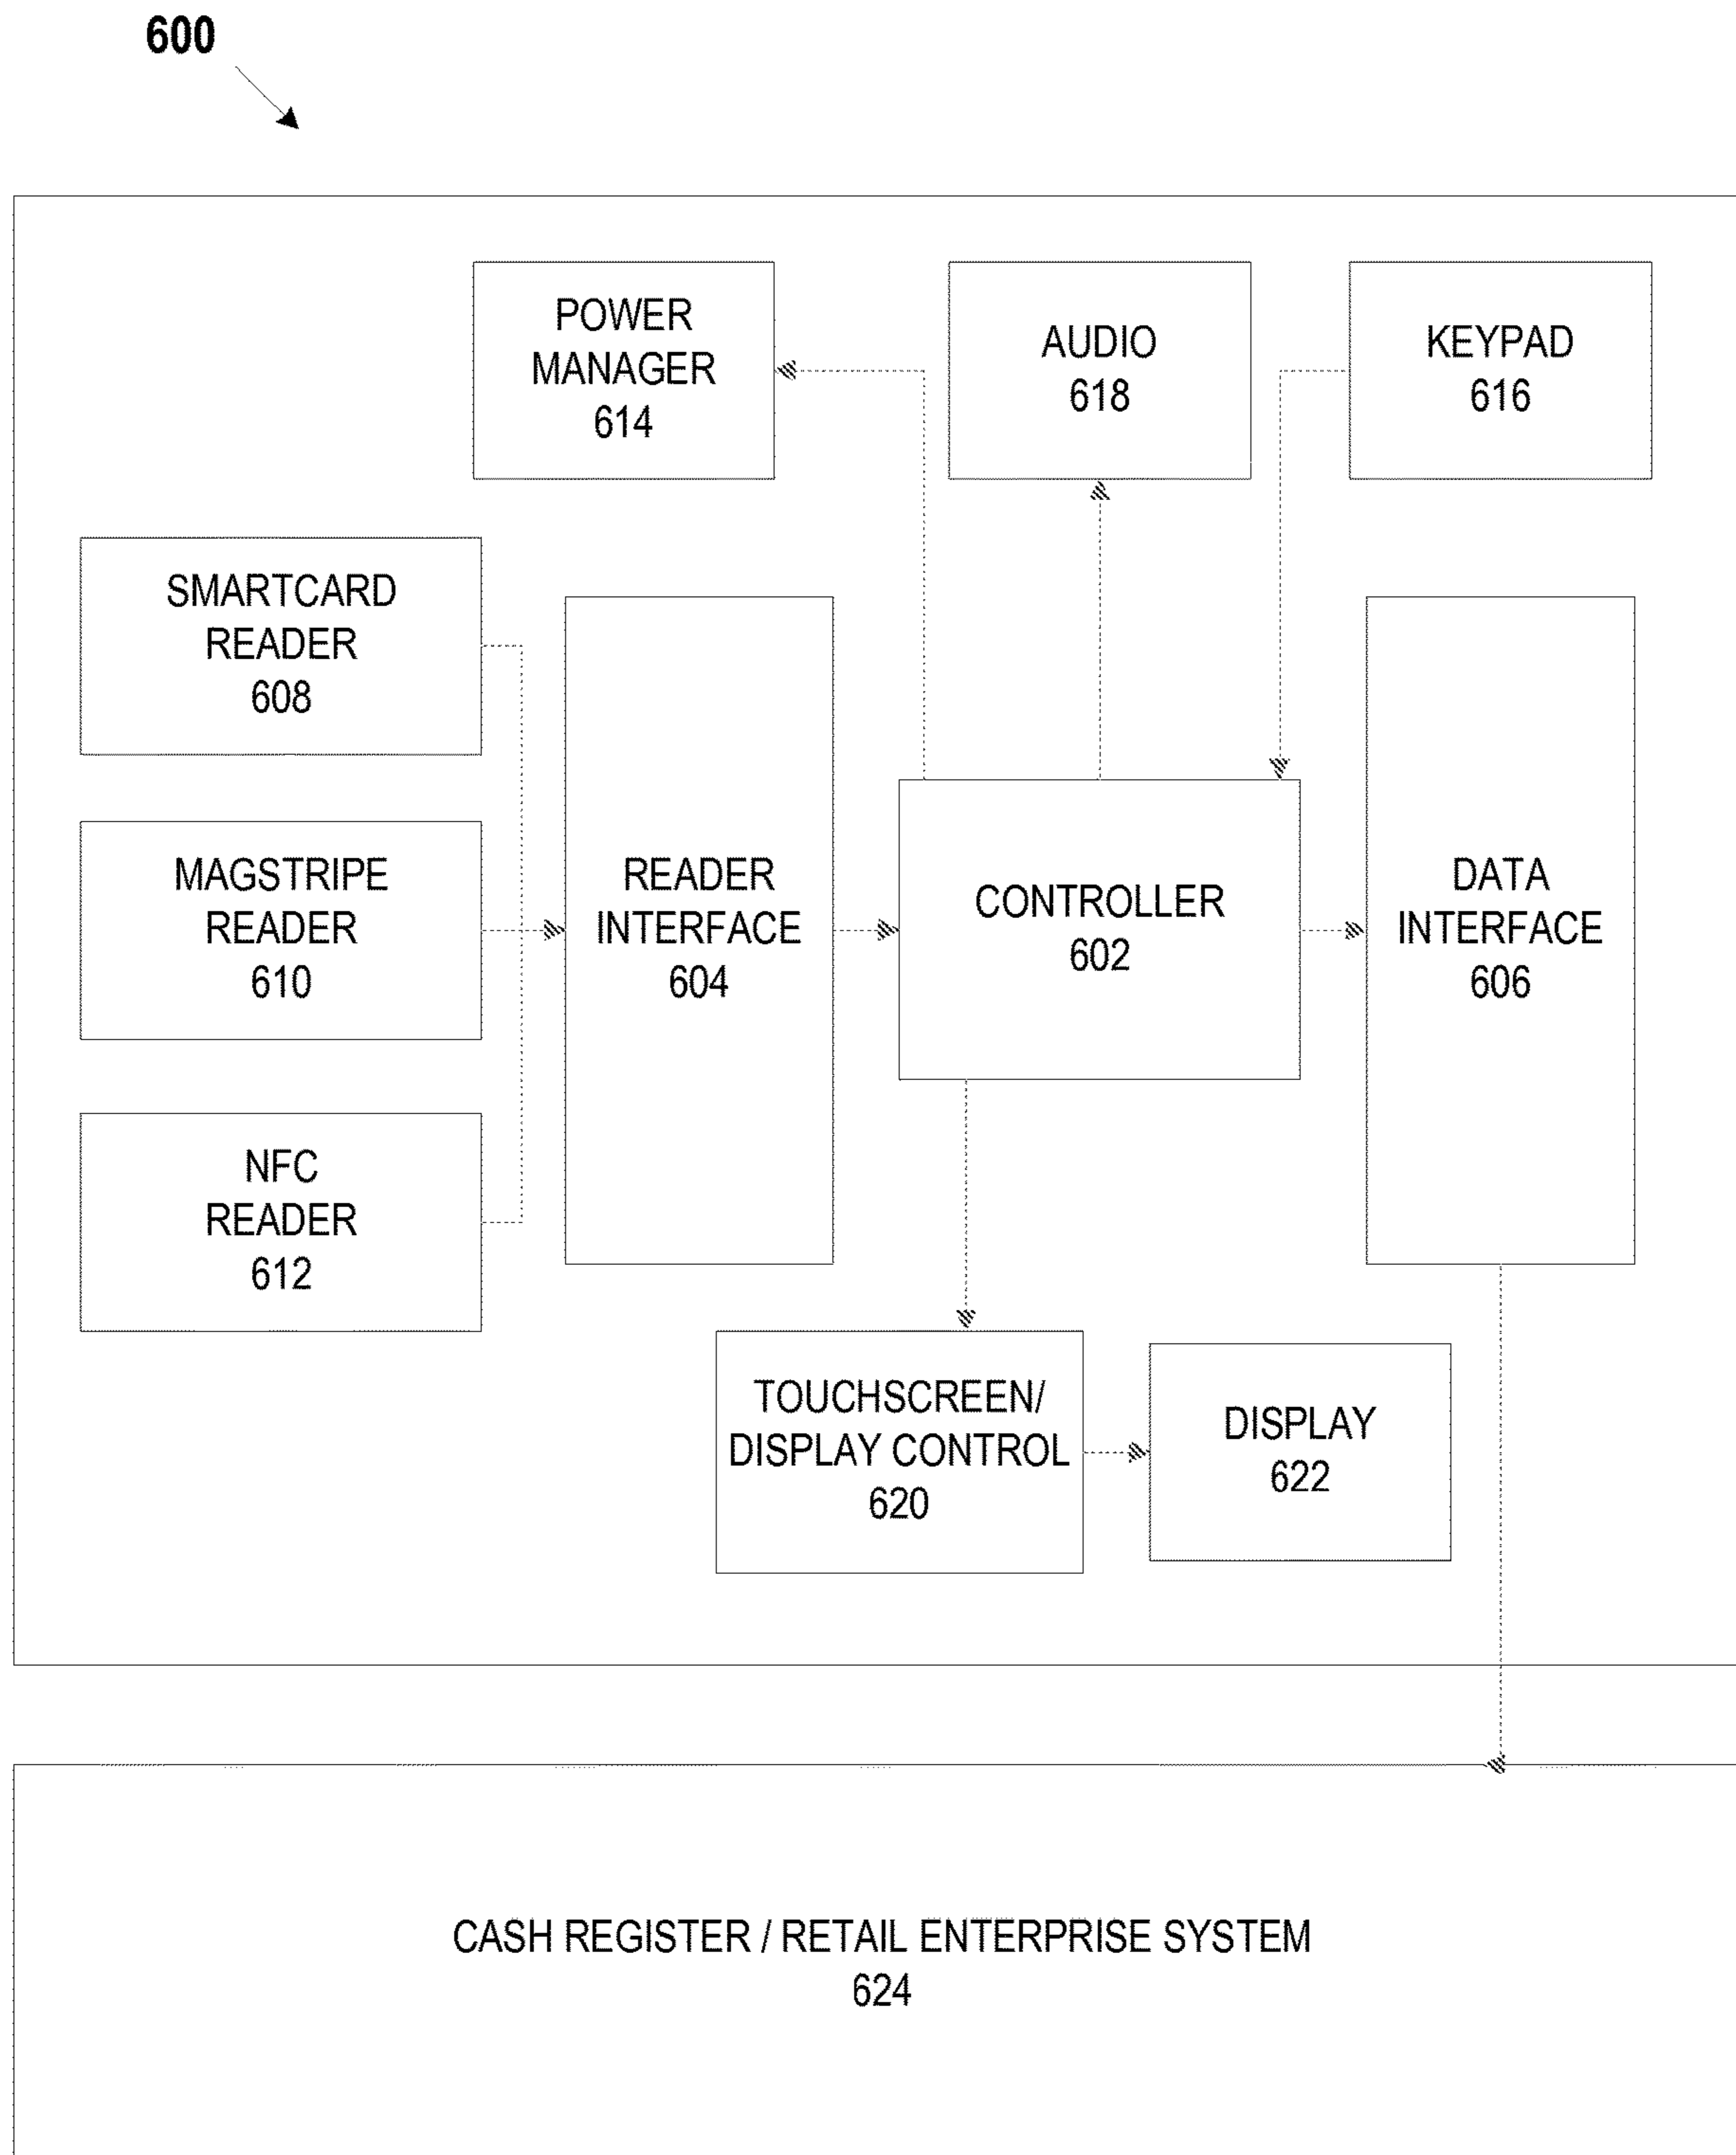 600
POWER
MANAGER
614
AUDIO
618
KEYPAD
616
SMARTCARD
READER
608
MAGSTRIPE
READER
610
NFC
READER
612
READER
INTERFACE
604
CONTROLLER
602
DATA
INTERFACE
606
TOUCHSCREEN/
DISPLAY CONTROL
620
DISPLAY
622
CASH REGISTER / RETAIL ENTERPRISE SYSTEM
624